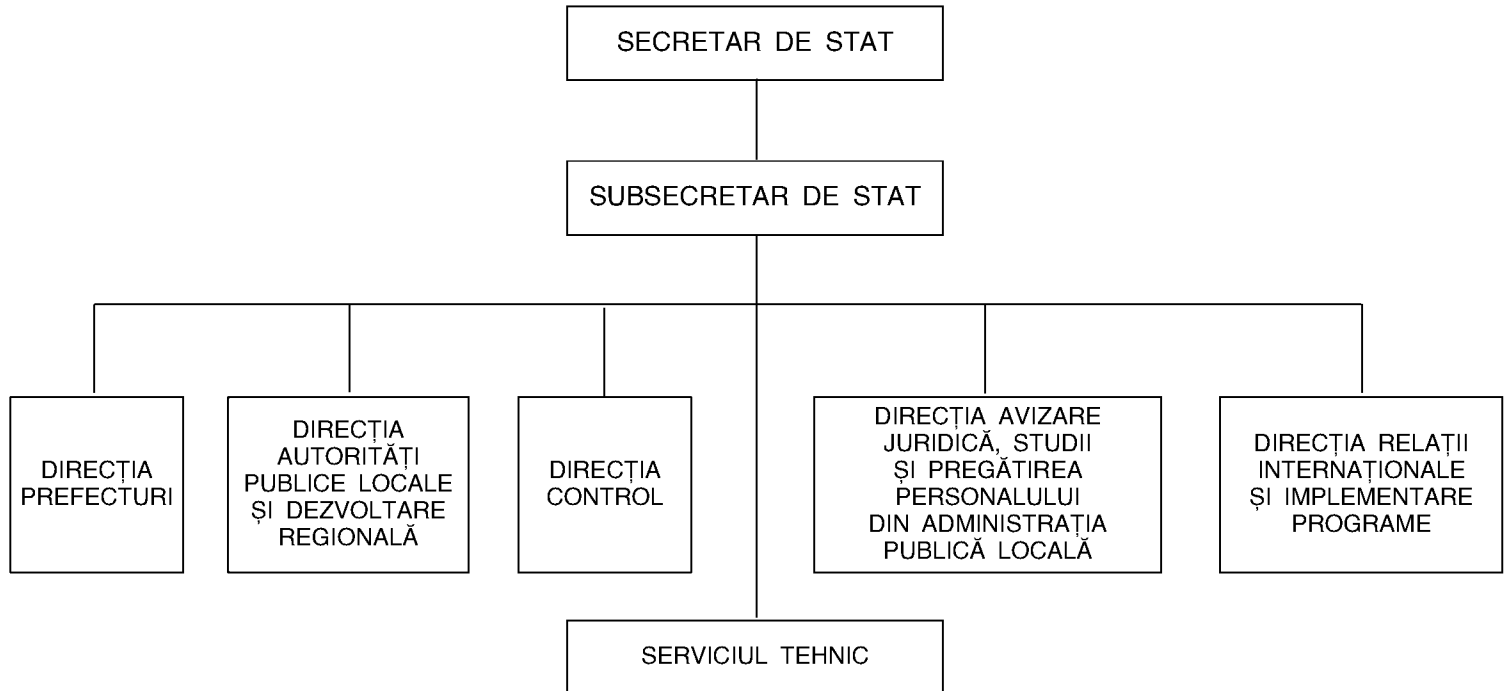 SECRETAR DE STAT
SUBSECRETAR DE STAT
DIRECȚIA
PREFECTURI
DIRECȚIA
AUTORITĂȚI
PUBLICE LOCALE
ȘI DEZVOLTARE
REGIONALĂ
DIRECȚIA
CONTROL
DIRECȚIA AVIZARE
JURIDICĂ, STUDII
ȘI PREGĂTIREA
PERSONALULUI
DIN ADMINISTRAȚIA
PUBLICĂ LOCALĂ
DIRECȚIA RELAȚII
INTERNAȚIONALE
ȘI IMPLEMENTARE
PROGRAME
SERVICIUL TEHNIC